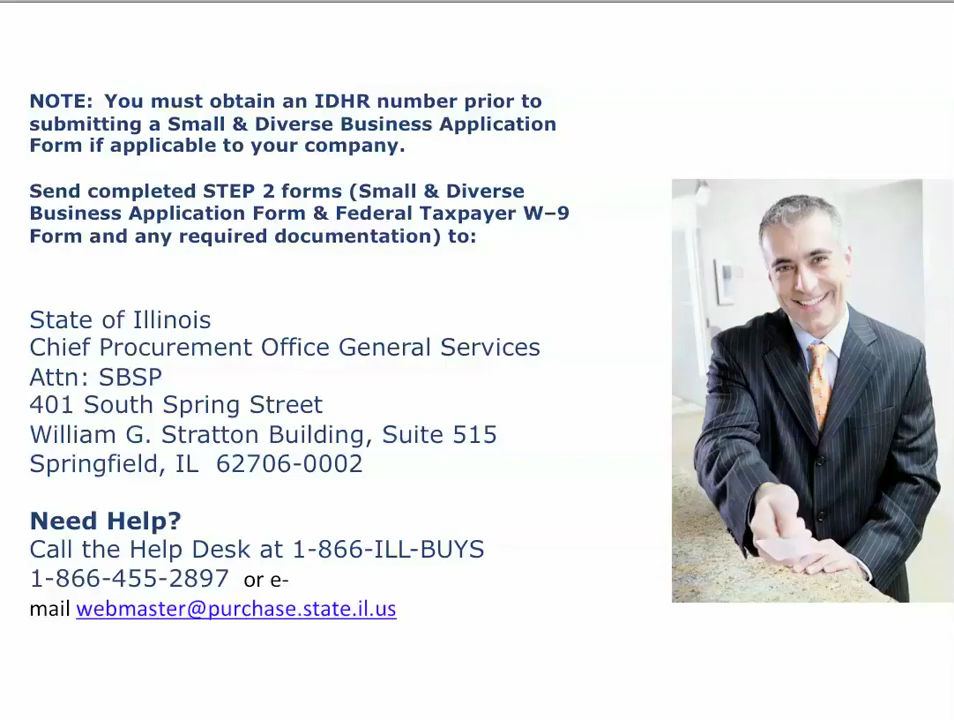 NOTE:  You must obtain an IDHR number prior to
submitting a Small & Diverse Business Application
Form if applicable to your company.
Send completed STEP 2 forms (Small & Diverse
Business Application Form & Federal Taxpayer W–9
Form and any required documentation) to:
State of Illinois
Chief Procurement Office General Services
Attn: SBSP
401 South Spring Street
William G. Stratton Building, Suite 515
Springfield, IL  62706-0002
Need Help?
Call the Help Desk at 1-866-ILL-BUYS
1-866-455-2897  or e-
mail webmaster@purchase.state.il.us